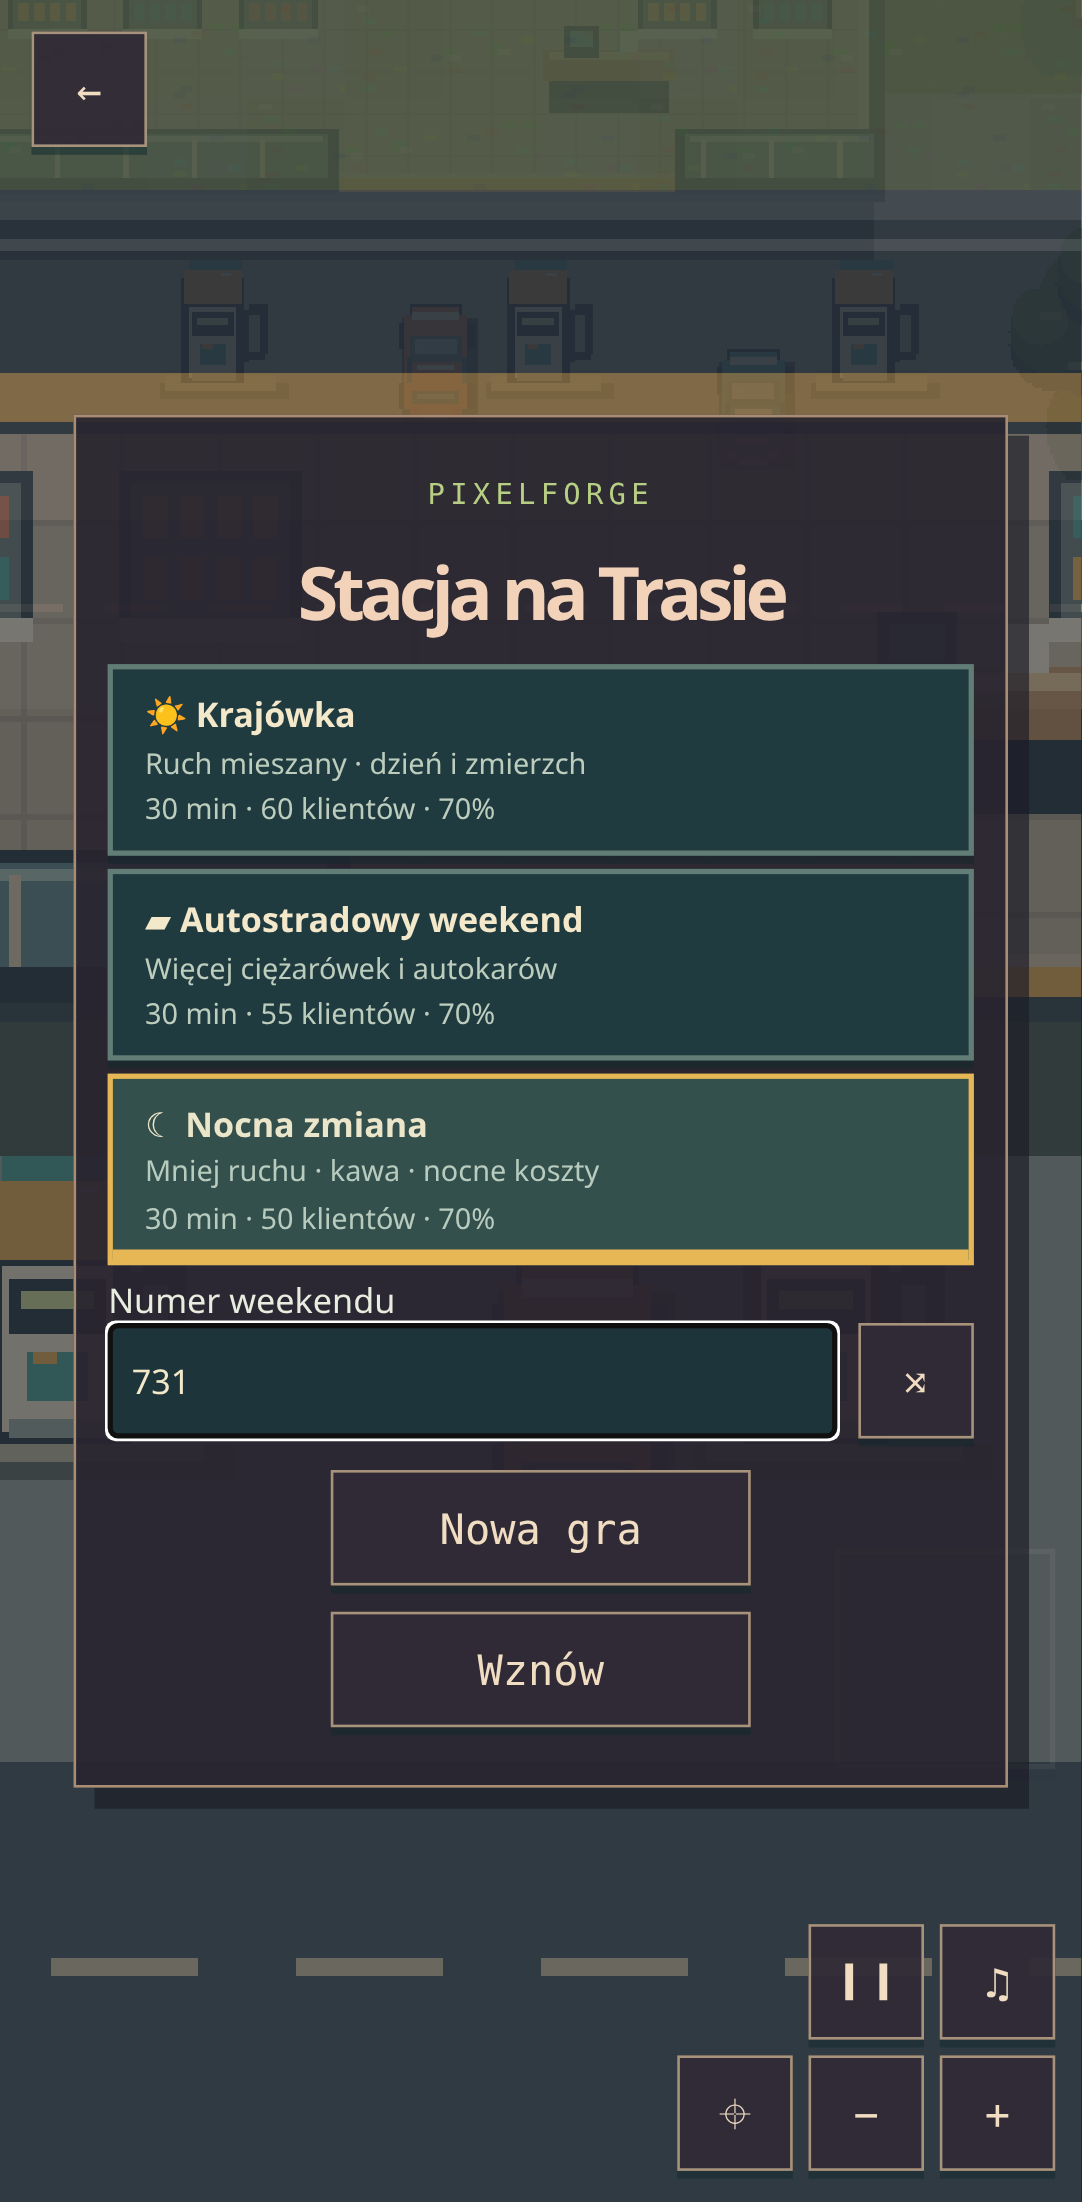 ←
PIXELFORGE
Stacja na Trasie
☀ Krajówka
Ruch mieszany · dzień i zmierzch
30 min · 60 klientów · 70%
▰ Autostradowy weekend
Więcej ciężarówek i autokarów
30 min · 55 klientów · 70%
☾ Nocna zmiana
Mniej ruchu · kawa · nocne koszty
30 min · 50 klientów · 70%
Numer weekendu
731
⤨
Nowa gra
Wznów
❙❙ ♫
⌖ − +